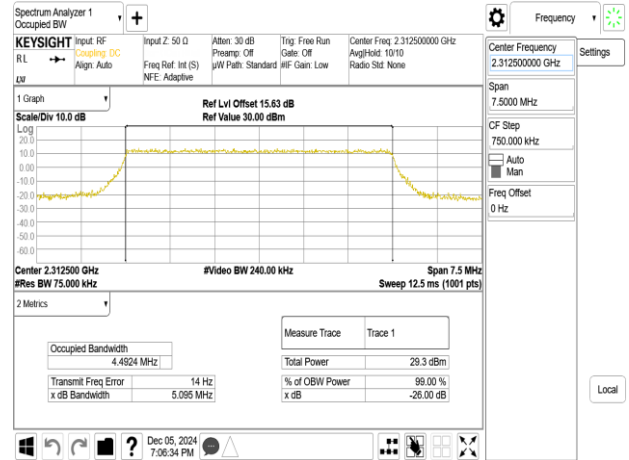 Spectrum Analyzer 1
Occupied BW
Frequency
KEYSIGHT
RL
LXI
Input: RF
Coupling: DC
Align: Auto
Input Z: 50 Ω
Freq Ref: Int (S)
NFE: Adaptive
Atten: 30 dB
Preamp: Off
µW Path: Standard
Trig: Free Run
Gate: Off
#IF Gain: Low
Center Freq: 2.312500000 GHz
Avg|Hold: 10/10
Radio Std: None
Center Frequency
2.312500000 GHz
Settings
Span
7.5000 MHz
CF Step
750.000 kHz
Auto
Man
Freq Offset
0 Hz
Local
1 Graph
Scale/Div 10.0 dB
Ref Lvl Offset 15.63 dB
Ref Value 30.00 dBm
Log
20.0
10.0
0.00
-10.0
-20.0
-30.0
-40.0
-50.0
-60.0
Center 2.312500 GHz
#Res BW 75.000 kHz
#Video BW 240.00 kHz
Span 7.5 MHz
Sweep 12.5 ms (1001 pts)
2 Metrics
Measure Trace Trace 1
Occupied Bandwidth
4.4924 MHz
Total Power 29.3 dBm
Transmit Freq Error 14 Hz
% of OBW Power 99.00 %
x dB Bandwidth 5.095 MHz
x dB -26.00 dB
?
Dec 05, 2024
7:06:34 PM